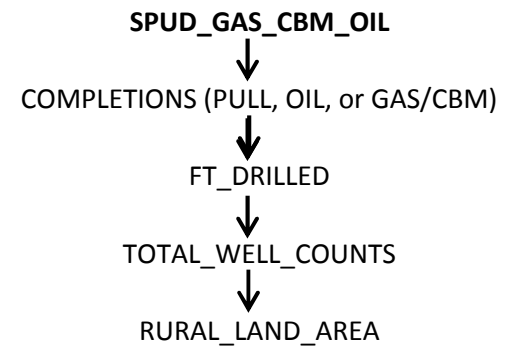 SPUD_GAS_CBM_OIL
COMPLETIONS (PULL, OIL, or GAS/CBM)
FT_DRILLED
TOTAL_WELL_COUNTS
RURAL_LAND_AREA